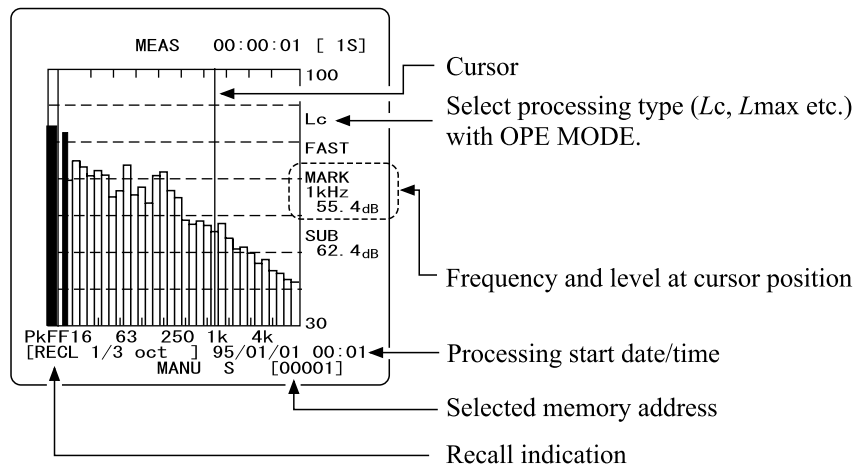 MEAS 00:00:01 [ 1S]
100
Lc
FAST
MARK
1kHz
55.4dB
SUB
62.4dB
30
PkFF16 63 250 1k 4k
[RECL 1/3 oct ] 95/01/01 00:01
MANU S [00001]
Cursor
Select processing type (Lc, Lmax etc.)
with OPE MODE.
Frequency and level at cursor position
Processing start date/time
Selected memory address
Recall indication